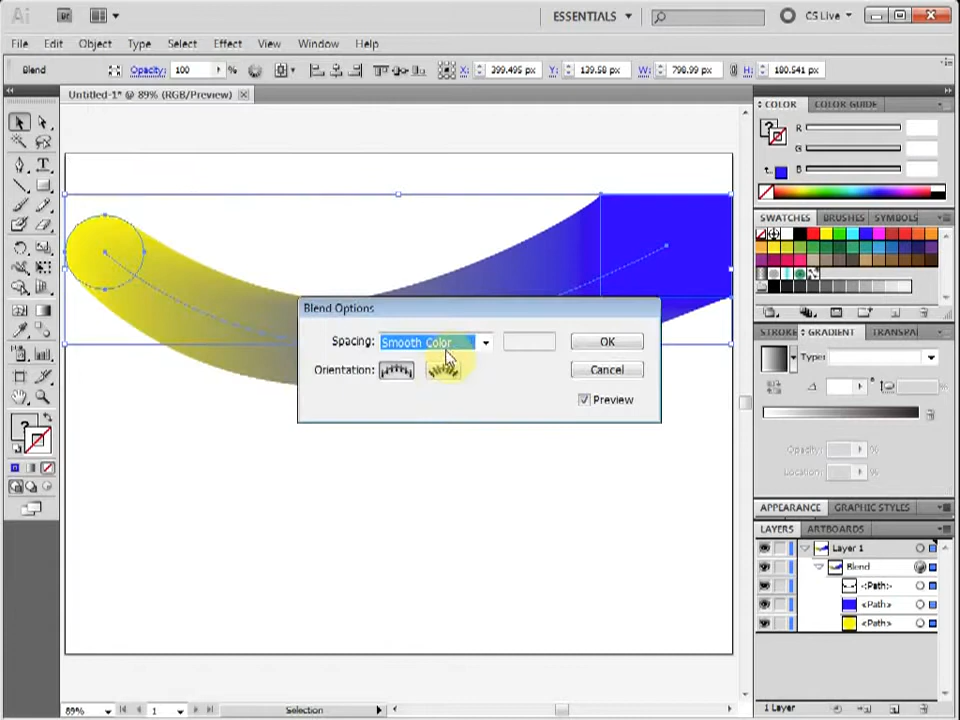 Ai Br ESSENTIALS CS Live
File Edit Object Type Select Effect View Window Help
Blend Opacity: 100 % X: 399.495 px Y: 139.58 px W: 798.99 px H: 180.541 px
Untitled-1* @ 89% (RGB/Preview)
COLOR COLOR GUIDE
R
G
B
SWATCHES BRUSHES SYMBOLS
Blend Options
Spacing: Smooth Color OK
Orientation: Cancel
Preview
STROKE GRADIENT TRANSPA
Type:
Opacity: %
Location: %
APPEARANCE GRAPHIC STYLES
LAYERS ARTBOARDS
Layer 1
Blend
<Path>
<Path>
<Path>
89% 1 Selection 1 Layer